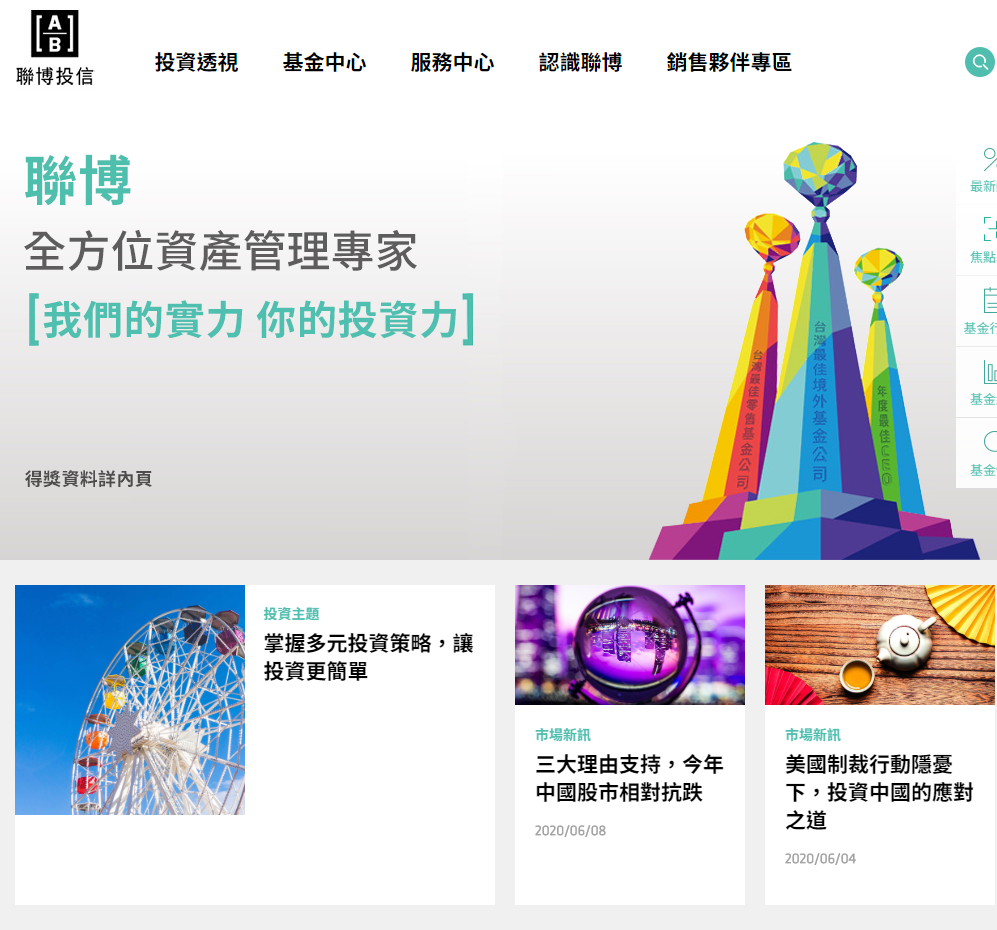 [A
B]
聯博投信
投資透視 基金中心 服務中心 認識聯博 銷售夥伴專區
聯博
全方位資產管理專家
[我們的實力 你的投資力]
台灣最佳零售基金公司
台灣最佳境外基金公司
年度最佳CEO
得獎資料詳內頁
最新
焦點
基金
基金
基金
投資主題
掌握多元投資策略，讓
投資更簡單
市場新訊
三大理由支持，今年
中國股市相對抗跌
2020/06/08
市場新訊
美國制裁行動隱憂
下，投資中國的應對
之道
2020/06/04